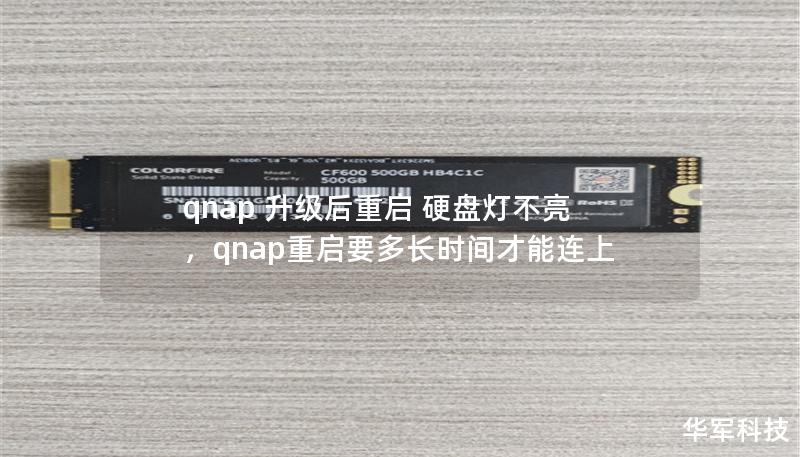 COLORFIRE
Solid State Drive
Model:
CF600 500GB HB4C1C
Capacity:
500GB
RoHS
qnap 升级后重启 硬盘灯不亮
，qnap重启要多长时间才能连上
华军科技